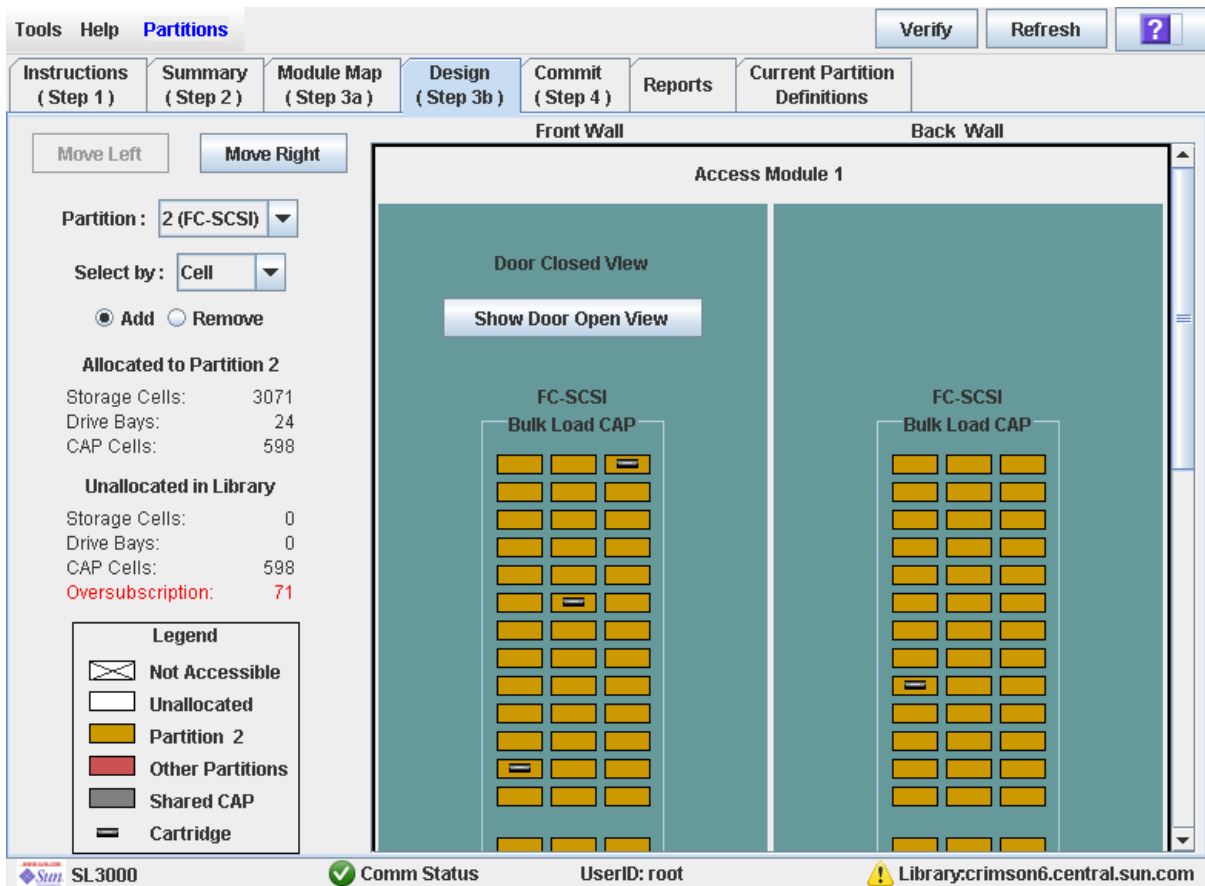 Tools Help Partitions Verify Refresh ?
Instructions
( Step 1 )
Summary
( Step 2 )
Module Map
( Step 3a )
Design
( Step 3b )
Commit
( Step 4 )
Reports
Current Partition
Definitions
Move Left Move Right
Partition : 2 (FC-SCSI)
Select by : Cell
Add Remove
Allocated to Partition 2
Storage Cells: 3071
Drive Bays: 24
CAP Cells: 598
Unallocated in Library
Storage Cells: 0
Drive Bays: 0
CAP Cells: 598
Oversubscription: 71
Legend
Not Accessible
Unallocated
Partition 2
Other Partitions
Shared CAP
Cartridge
Front Wall Back Wall
Access Module 1
Door Closed View
Show Door Open View
FC-SCSI
Bulk Load CAP
FC-SCSI
Bulk Load CAP
Sun SL3000 Comm Status UserID: root Library:crimson6.central.sun.com